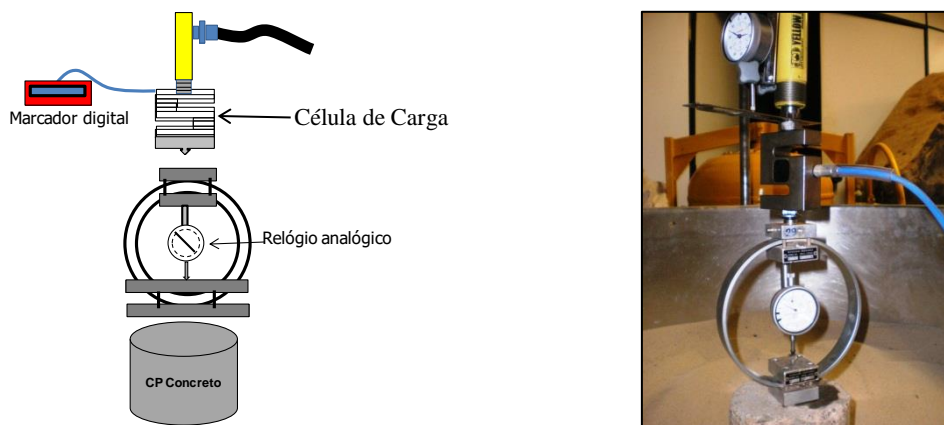 Marcador digital
Célula de Carga
Relógio analógico
CP Concreto